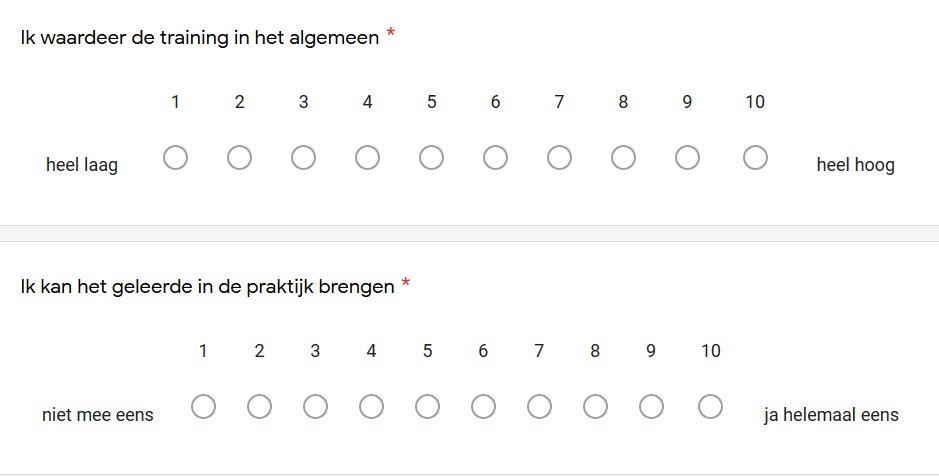 Ik waardeer de training in het algemeen *
1 2 3 4 5 6 7 8 9 10
heel laag heel hoog
Ik kan het geleerde in de praktijk brengen *
1 2 3 4 5 6 7 8 9 10
niet mee eens ja helemaal eens